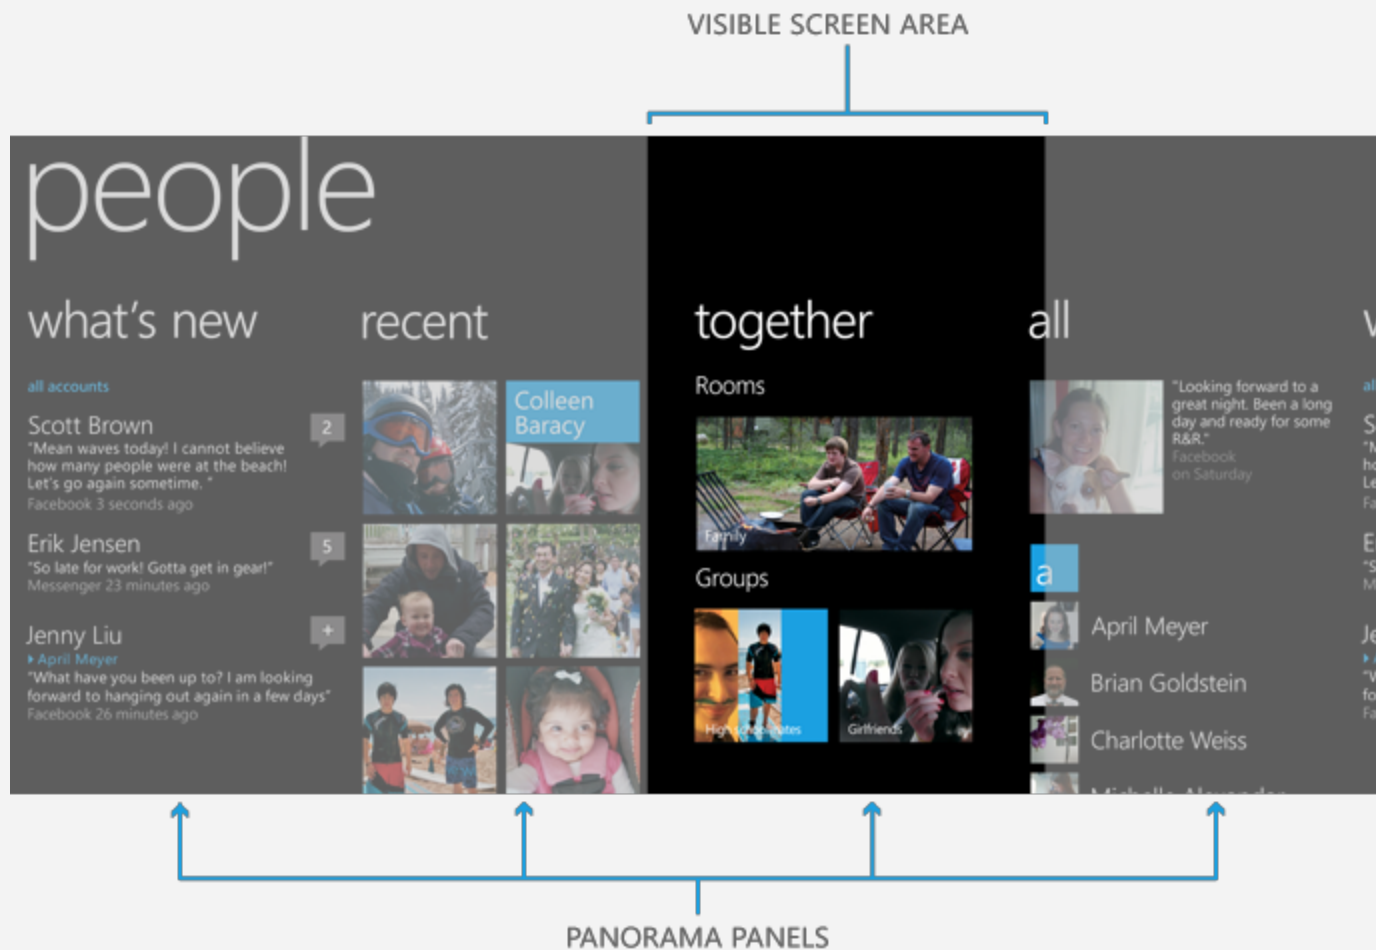 VISIBLE SCREEN AREA
people
what's new
all accounts
Scott Brown
2
"Mean waves today! I cannot believe
how many people were at the beach!
Let's go again sometime. "
Facebook 3 seconds ago
Erik Jensen
5
"So late for work! Gotta get in gear!"
Messenger 23 minutes ago
Jenny Liu
+
April Meyer
"What have you been up to? I am looking
forward to hanging out again in a few days"
Facebook 26 minutes ago
recent
Colleen
Baracy
together
Rooms
Family
Groups
High school mates
Girlfriends
all
"Looking forward to a
great night. Been a long
day and ready for some
R&R."
Facebook
on Saturday
a
April Meyer
Brian Goldstein
Charlotte Weiss
PANORAMA PANELS